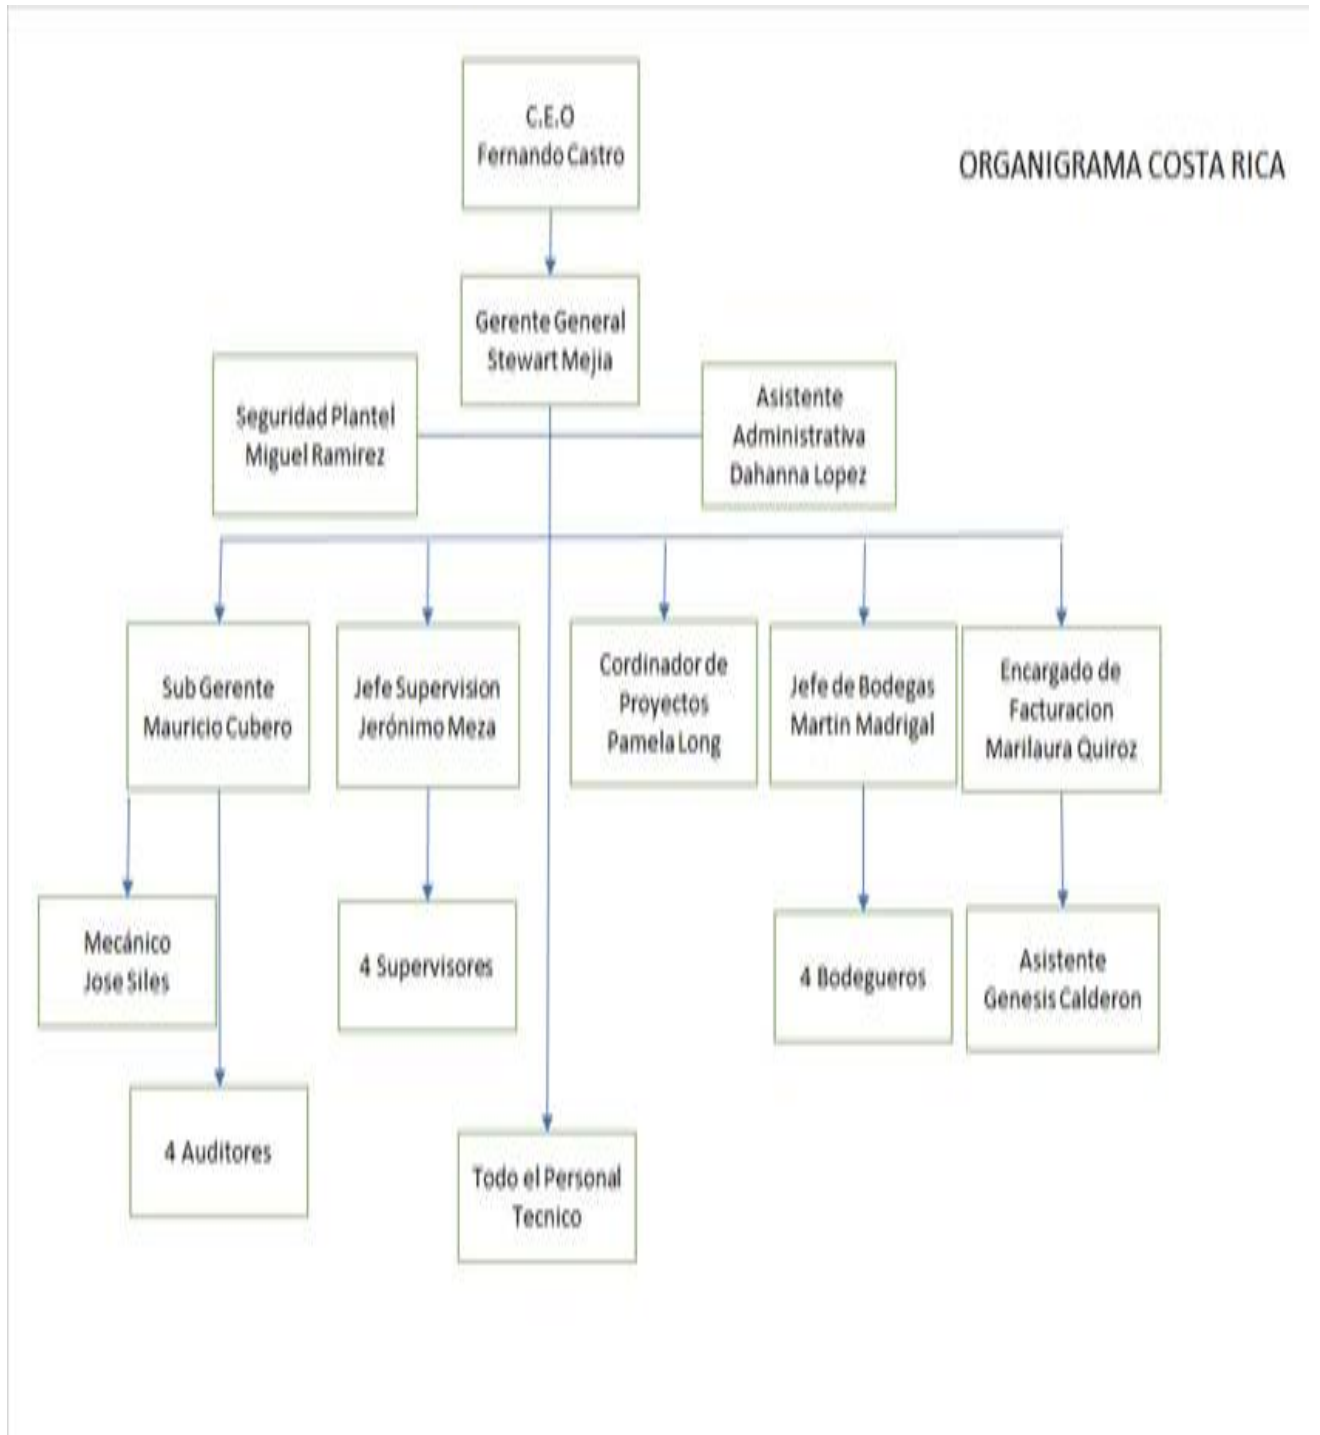 C.E.O
Fernando Castro
ORGANIGRAMA COSTA RICA
Gerente General
Stewart Mejia
Seguridad Plantel
Miguel Ramirez
Asistente
Administrativa
Dahanna Lopez
Sub Gerente
Mauricio Cubero
Jefe Supervision
Jerónimo Meza
Cordinador de
Proyectos
Pamela Long
Jefe de Bodegas
Martin Madrigal
Encargado de
Facturacion
Marilaura Quiroz
Mecánico
Jose Siles
4 Supervisores
4 Bodegueros
Asistente
Genesis Calderon
4 Auditores
Todo el Personal
Tecnico